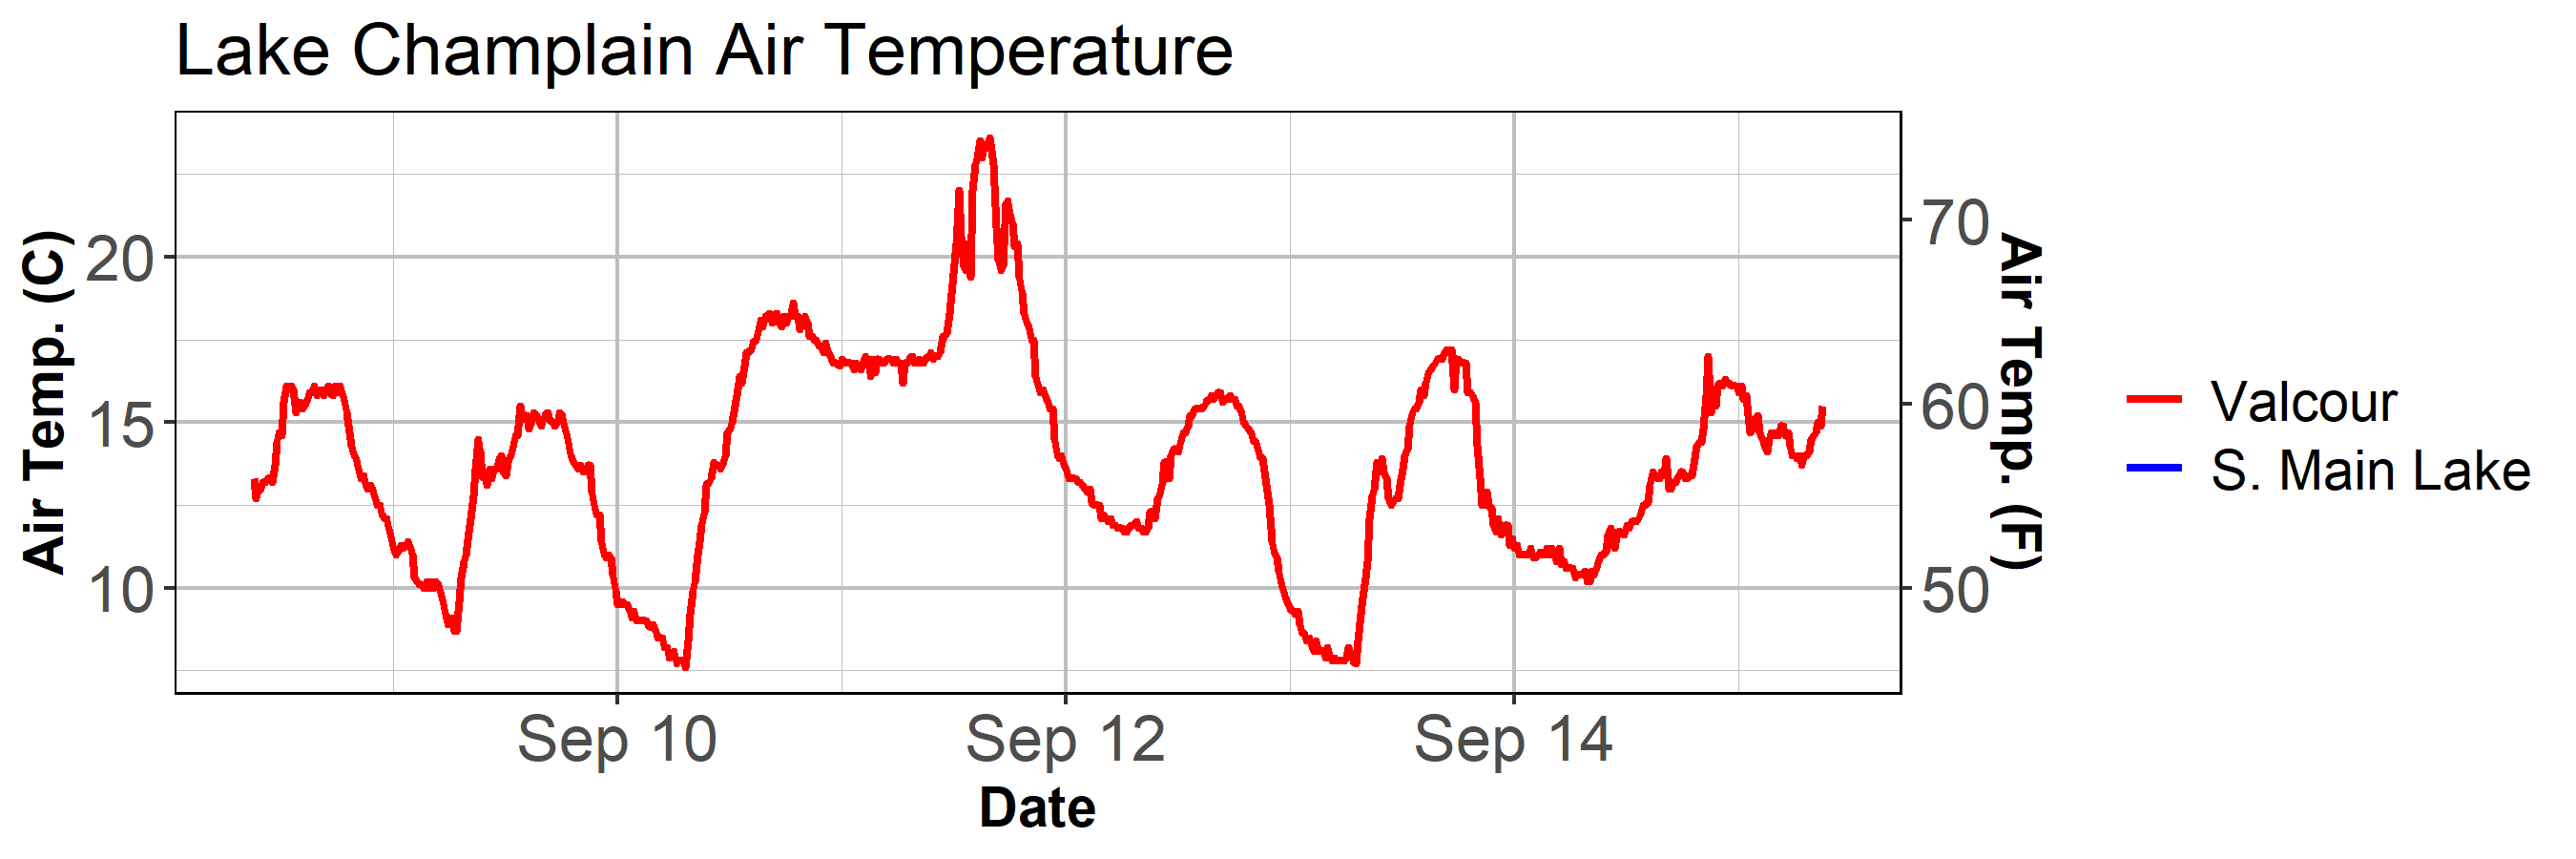 Lake Champlain Air Temperature
Air Temp. (C)
20
15
10
70
60
50
Air Temp. (F)
Sep 10
Sep 12
Sep 14
Date
Valcour
S. Main Lake